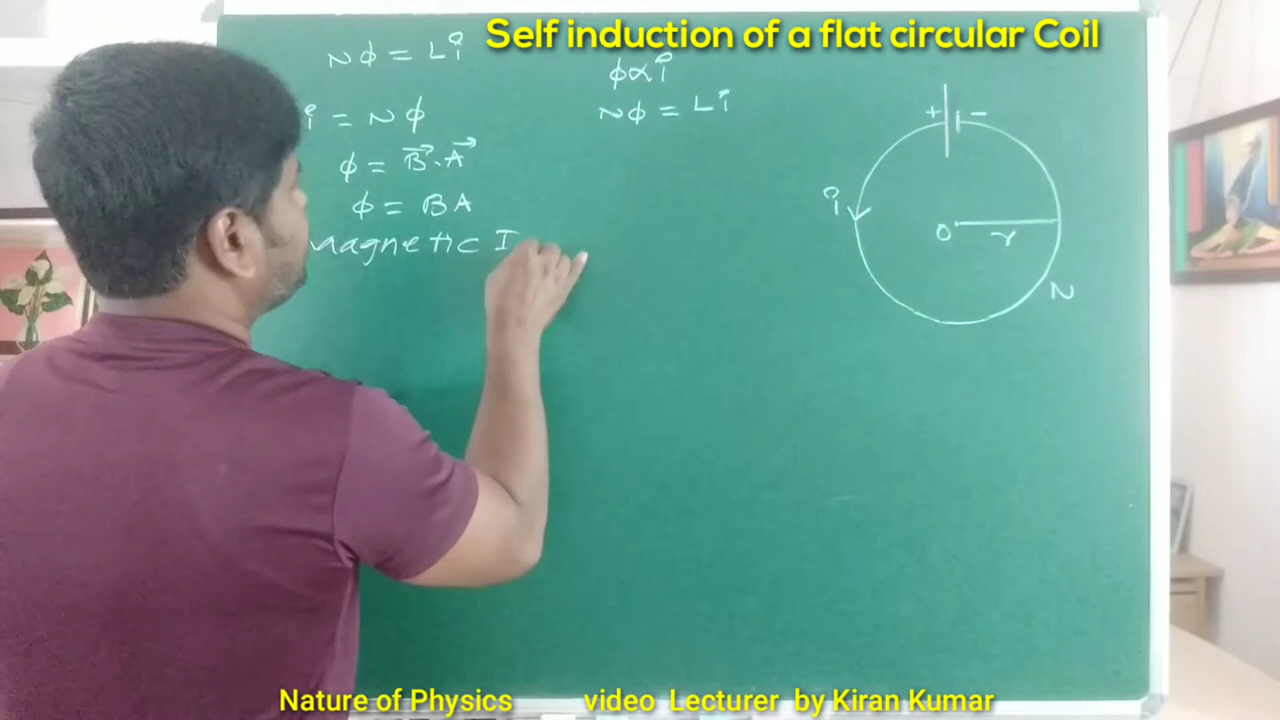 Self induction of a flat circular Coil
Nϕ = Li
i = Nϕ
ϕ = B⃗.A⃗
ϕ = BA
magnetic I
ϕ∝i
Nϕ = Li
+ -
i
O r
N
Nature of Physics video Lecturer by Kiran Kumar